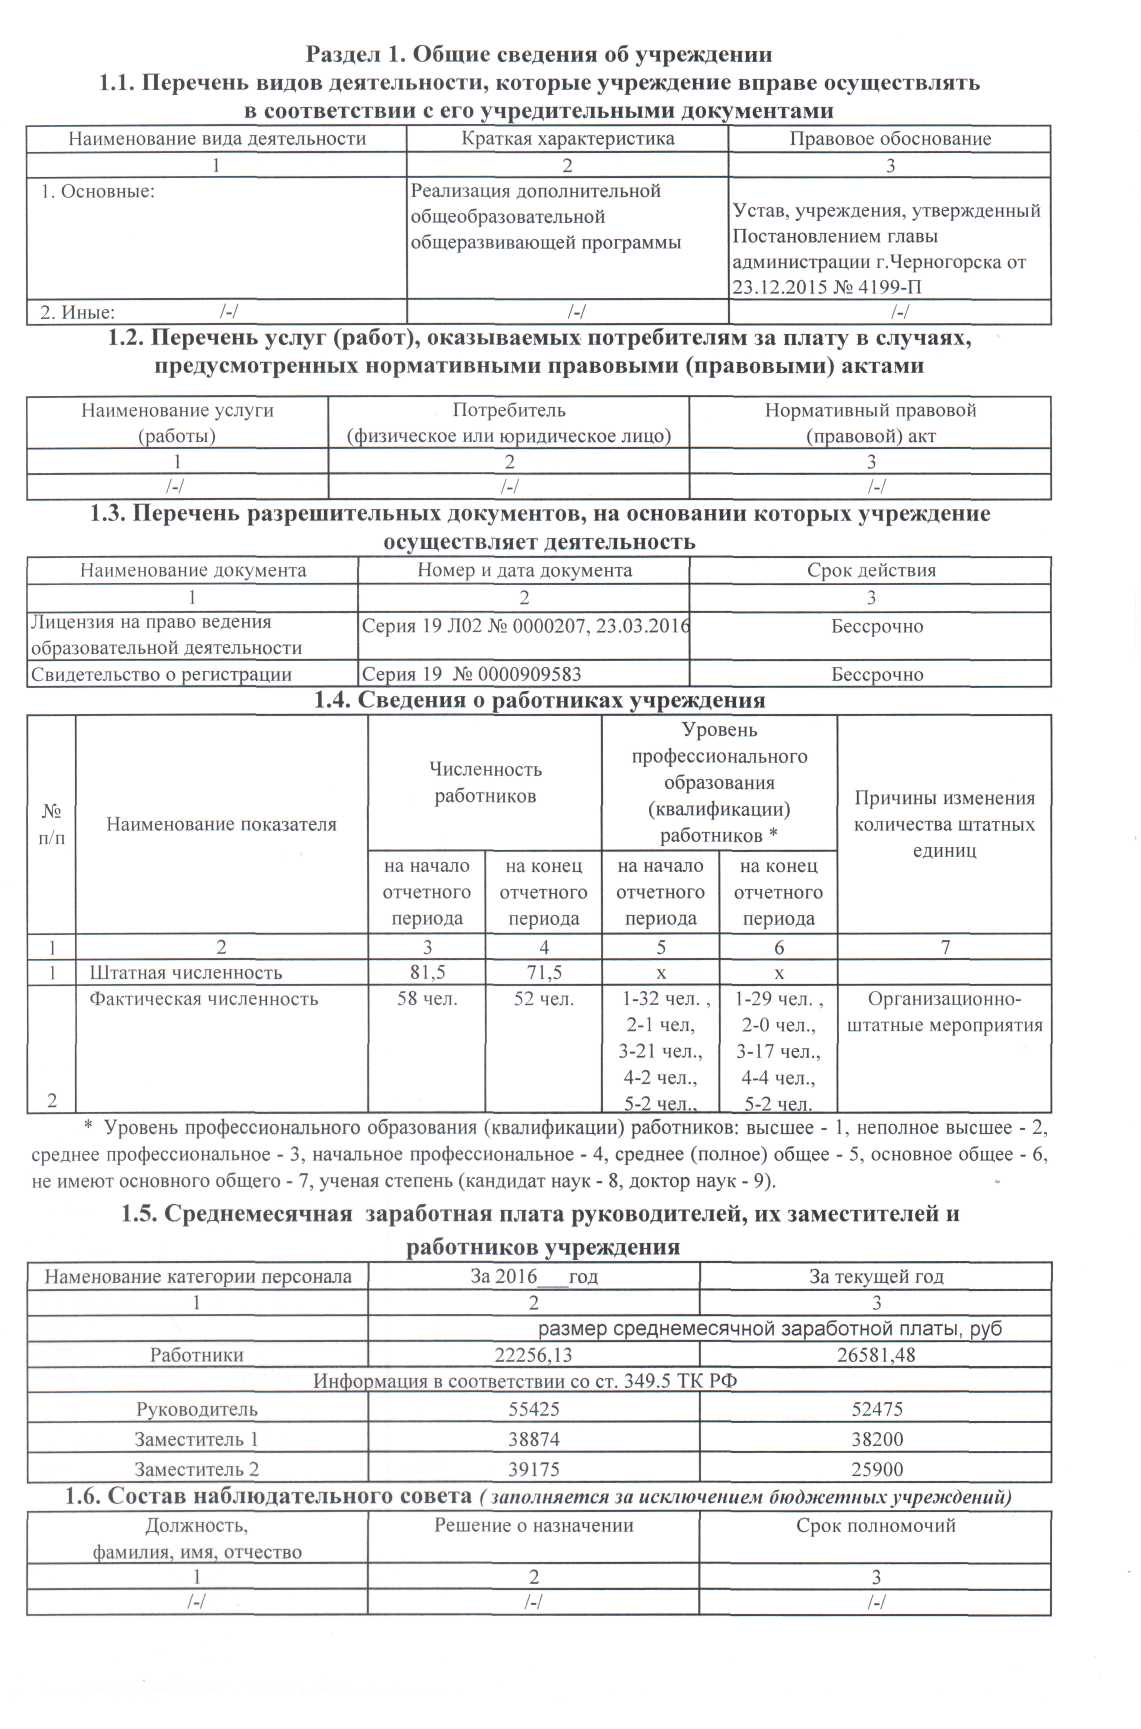 Раздел 1. Общие сведения об учреждении
1.1. Перечень видов деятельности, которые учреждение вправе осуществлять
в соответствии с его учредительными документами
Наименование вида деятельности Краткая характеристика Правовое обоснование
1 2 3
1. Основные: Реализация дополнительной
общеобразовательной
общеразвивающей программы
Устав, учреждения, утвержденный
Постановлением главы
администрации г.Черногорска от
23.12.2015 № 4199-П
2. Иные: /-/ /-/ /-/
1.2. Перечень услуг (работ), оказываемых потребителям за плату в случаях,
предусмотренных нормативными правовыми (правовыми) актами
Наименование услуги Потребитель Нормативный правовой
(работы) (физическое или юридическое лицо) (правовой) акт
1 2 3
/-/ /-/ /-/
1.3. Перечень разрешительных документов, на основании которых учреждение
осуществляет деятельность
Наименование документа Номер и дата документа Срок действия
1 2 3
Лицензия на право ведения
образовательной деятельности Серия 19 Л02 № 0000207, 23.03.2016 Бессрочно
Свидетельство о регистрации Серия 19 № 0000909583 Бессрочно
1.4. Сведения о работниках учреждения
№
п/п
Наименование показателя
Численность
работников
Уровень
профессионального
образования
(квалификации)
работников *
Причины изменения
количества штатных
единиц
на начало на конец на начало на конец
отчетного отчетного отчетного отчетного
периода периода периода периода
1 2 3 4 5 6 7
1 Штатная численность 81,5 71,5 х х
Фактическая численность 58 чел. 52 чел. 1-32 чел. , 1-29 чел. , Организационно-
2-1 чел, 2-0 чел., штатные мероприятия
3-21 чел., 3-17 чел.,
4-2 чел., 4-4 чел.,
2 5-2 чел., 5-2 чел.
* Уровень профессионального образования (квалификации) работников: высшее - 1, неполное высшее - 2,
среднее профессиональное - 3, начальное профессиональное - 4, среднее (полное) общее - 5, основное общее - 6,
не имеют основного общего - 7, ученая степень (кандидат наук - 8, доктор наук - 9).
1.5. Среднемесячная заработная плата руководителей, их заместителей и
работников учреждения
Наменование категории персонала За 2016___год За текущей год
1 2 3
размер среднемесячной заработной платы, руб
Работники 22256,13 26581,48
Информация в соответствии со ст. 349.5 ТК РФ
Руководитель 55425 52475
Заместитель 1 38874 38200
Заместитель 2 39175 25900
1.6. Состав наблюдательного совета ( заполняется за исключением бюджетных учреждений)
Должность, Решение о назначении Срок полномочий
фамилия, имя, отчество
1 2 3
/-/ /-/ /-/